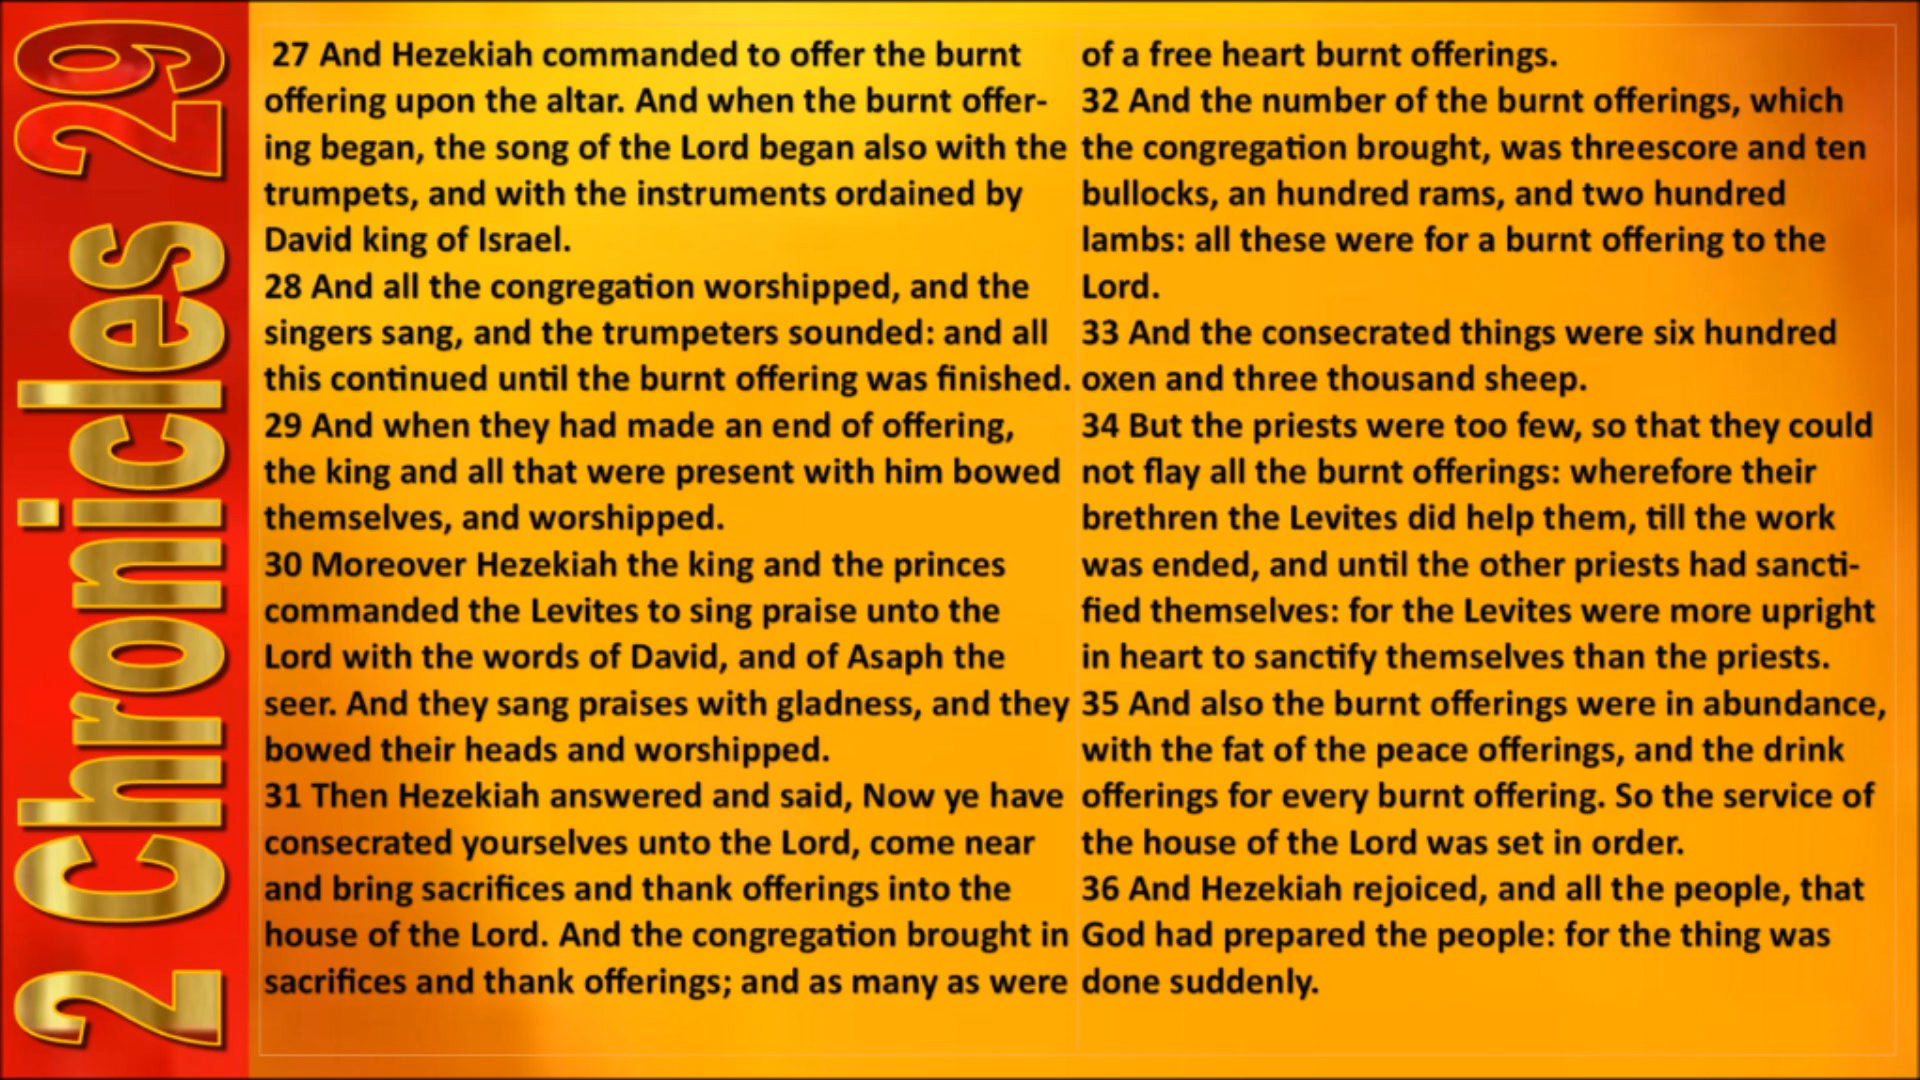 2 Chronicles 29
27 And Hezekiah commanded to offer the burnt
offering upon the altar. And when the burnt offer-
ing began, the song of the Lord began also with the
trumpets, and with the instruments ordained by
David king of Israel.
28 And all the congregation worshipped, and the
singers sang, and the trumpeters sounded: and all
this continued until the burnt offering was finished.
29 And when they had made an end of offering,
the king and all that were present with him bowed
themselves, and worshipped.
30 Moreover Hezekiah the king and the princes
commanded the Levites to sing praise unto the
Lord with the words of David, and of Asaph the
seer. And they sang praises with gladness, and they
bowed their heads and worshipped.
31 Then Hezekiah answered and said, Now ye have
consecrated yourselves unto the Lord, come near
and bring sacrifices and thank offerings into the
house of the Lord. And the congregation brought in
sacrifices and thank offerings; and as many as were
of a free heart burnt offerings.
32 And the number of the burnt offerings, which
the congregation brought, was threescore and ten
bullocks, an hundred rams, and two hundred
lambs: all these were for a burnt offering to the
Lord.
33 And the consecrated things were six hundred
oxen and three thousand sheep.
34 But the priests were too few, so that they could
not flay all the burnt offerings: wherefore their
brethren the Levites did help them, till the work
was ended, and until the other priests had sancti-
fied themselves: for the Levites were more upright
in heart to sanctify themselves than the priests.
35 And also the burnt offerings were in abundance,
with the fat of the peace offerings, and the drink
offerings for every burnt offering. So the service of
the house of the Lord was set in order.
36 And Hezekiah rejoiced, and all the people, that
God had prepared the people: for the thing was
done suddenly.